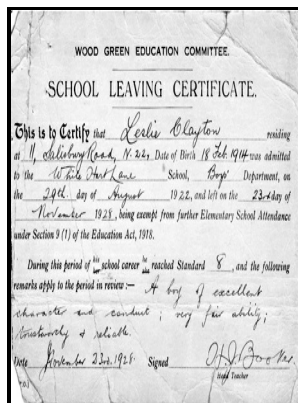 WOOD GREEN EDUCATION COMMITTEE.
SCHOOL LEAVING CERTIFICATE.
This is to Certify that Leslie Clayton residing
at 11, Salisbury Road, N.22, Date of Birth 18 Feb. 1914 was admitted
to the White Hart Lane School, Boys' Department, on
the 29th. day of August 1922, and left on the 23rd day of
November 1928, being exempt from further Elementary School Attendance
under Section 9 (1) of the Education Act, 1918.
During this period of his school career he reached Standard 8, and the following
remarks apply to the period in review:— A boy of excellent
character and conduct; very fair ability;
trustworthy & reliable.
Date November 23rd. 1928. Signed
Head Teacher